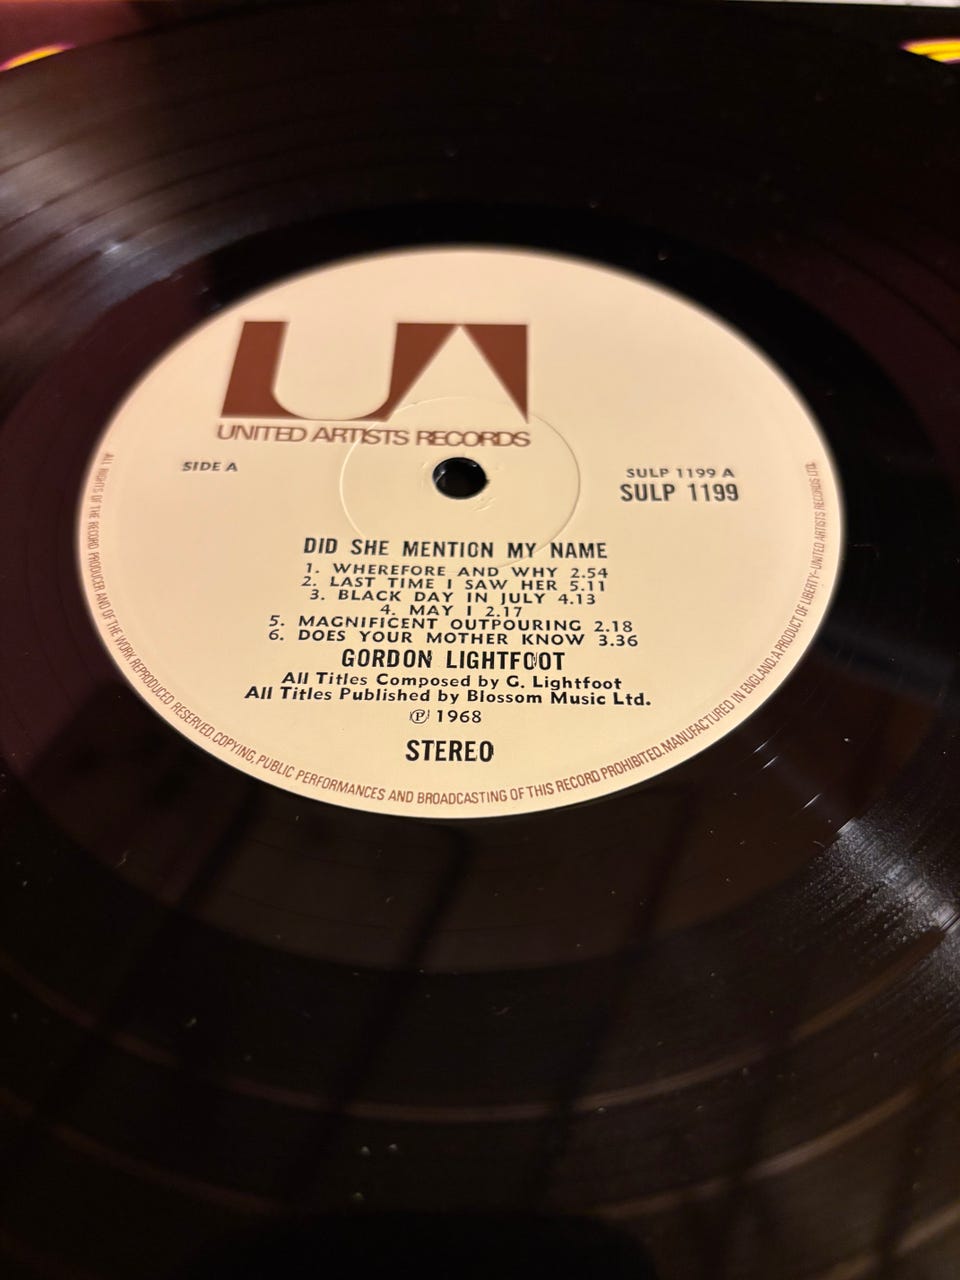 UA
UNITED ARTISTS RECORDS
SIDE A
SULP 1199 A
SULP 1199
DID SHE MENTION MY NAME
1. WHEREFORE AND WHY 2.54
2. LAST TIME I SAW HER 5.11
3. BLACK DAY IN JULY 4.13
4. MAY I 2.17
5. MAGNIFICENT OUTPOURING 2.18
6. DOES YOUR MOTHER KNOW 3.36
GORDON LIGHTFOOT
All Titles Composed by G. Lightfoot
All Titles Published by Blossom Music Ltd.
℗ 1968
STEREO
ALL RIGHTS OF THE RECORD PRODUCER AND OF THE WORK REPRODUCED RESERVED. COPYING, PUBLIC PERFORMANCES AND BROADCASTING OF THIS RECORD PROHIBITED. MANUFACTURED IN ENGLAND. A PRODUCT OF LIBERTY-UNITED ARTISTS RECORDS LTD.